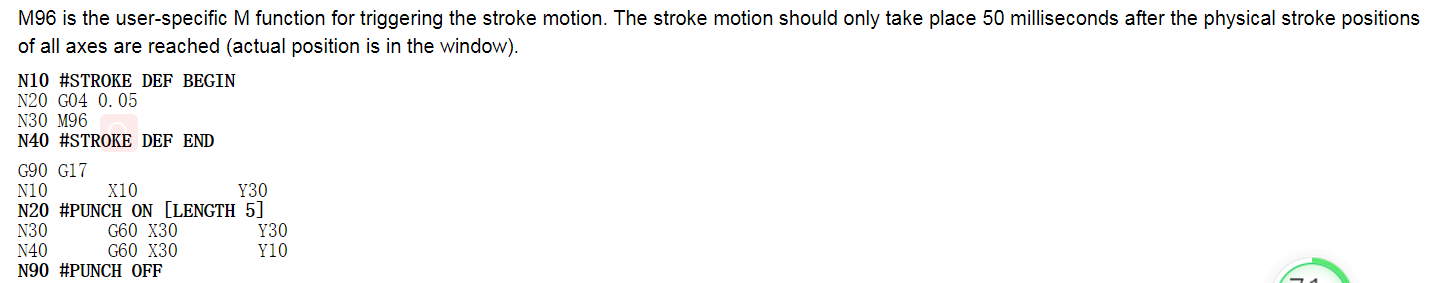 M96 is the user-specific M function for triggering the stroke motion. The stroke motion should only take place 50 milliseconds after the physical stroke positions
of all axes are reached (actual position is in the window).
N10 #STROKE DEF BEGIN
N20 G04 0.05
N30 M96
N40 #STROKE DEF END
G90 G17
N10 X10 Y30
N20 #PUNCH ON [LENGTH 5]
N30 G60 X30 Y30
N40 G60 X30 Y10
N90 #PUNCH OFF